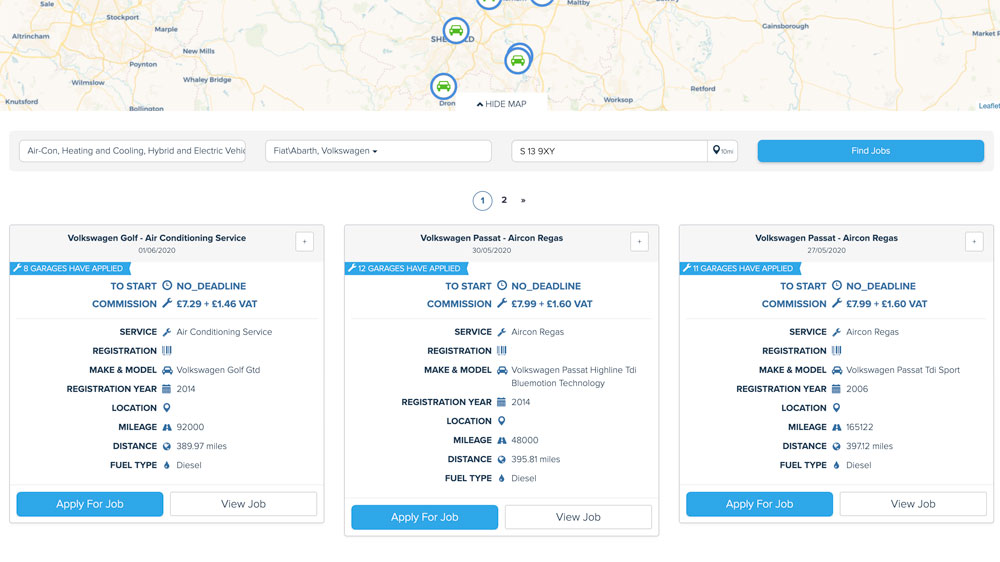 Sale
Stockport
Maltby
Altrincham
Marple
Gainsborough
SH
D
Market R
New Mills
Poynton
Wilmslow
Whaley Bridge
Retford
Knutsford
Bollington
Dron
HIDE MAP
Worksop
Leaflet
Air-Con, Heating and Cooling, Hybrid and Electric Vehic
Fiat\Abarth, Volkswagen
S 13 9XY
10mi
Find Jobs
1 2 »
Volkswagen Golf - Air Conditioning Service
+
01/06/2020
8 GARAGES HAVE APPLIED
TO START NO_DEADLINE
COMMISSION £7.29 + £1.46 VAT
SERVICE Air Conditioning Service
REGISTRATION
MAKE & MODEL Volkswagen Golf Gtd
REGISTRATION YEAR 2014
LOCATION
MILEAGE 92000
DISTANCE 389.97 miles
FUEL TYPE Diesel
Apply For Job
View Job
Volkswagen Passat - Aircon Regas
+
30/05/2020
12 GARAGES HAVE APPLIED
TO START NO_DEADLINE
COMMISSION £7.99 + £1.60 VAT
SERVICE Aircon Regas
REGISTRATION
MAKE & MODEL Volkswagen Passat Highline Tdi
Bluemotion Technology
REGISTRATION YEAR 2014
LOCATION
MILEAGE 48000
DISTANCE 395.81 miles
FUEL TYPE Diesel
Apply For Job
View Job
Volkswagen Passat - Aircon Regas
+
27/05/2020
11 GARAGES HAVE APPLIED
TO START NO_DEADLINE
COMMISSION £7.99 + £1.60 VAT
SERVICE Aircon Regas
REGISTRATION
MAKE & MODEL Volkswagen Passat Tdi Sport
REGISTRATION YEAR 2006
LOCATION
MILEAGE 165122
DISTANCE 397.12 miles
FUEL TYPE Diesel
Apply For Job
View Job